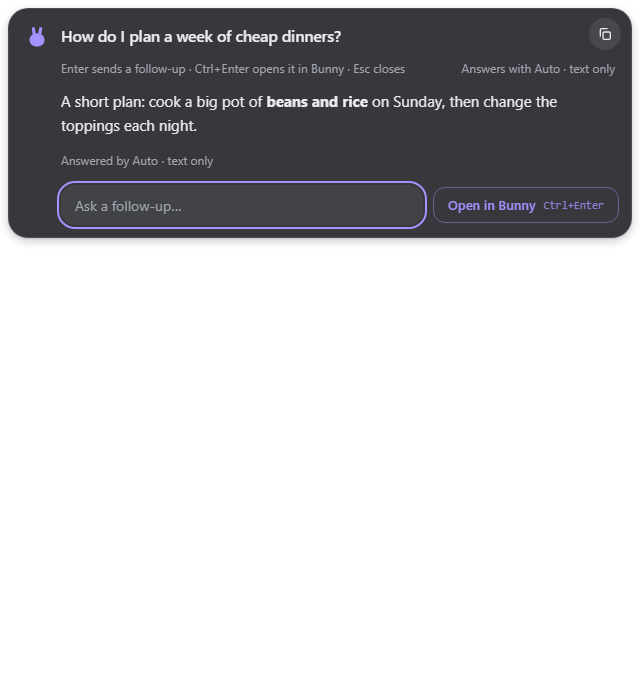 How do I plan a week of cheap dinners?
Enter sends a follow-up · Ctrl+Enter opens it in Bunny · Esc closes
Answers with Auto · text only
A short plan: cook a big pot of beans and rice on Sunday, then change the
toppings each night.
Answered by Auto · text only
Ask a follow-up...
Open in Bunny Ctrl+Enter